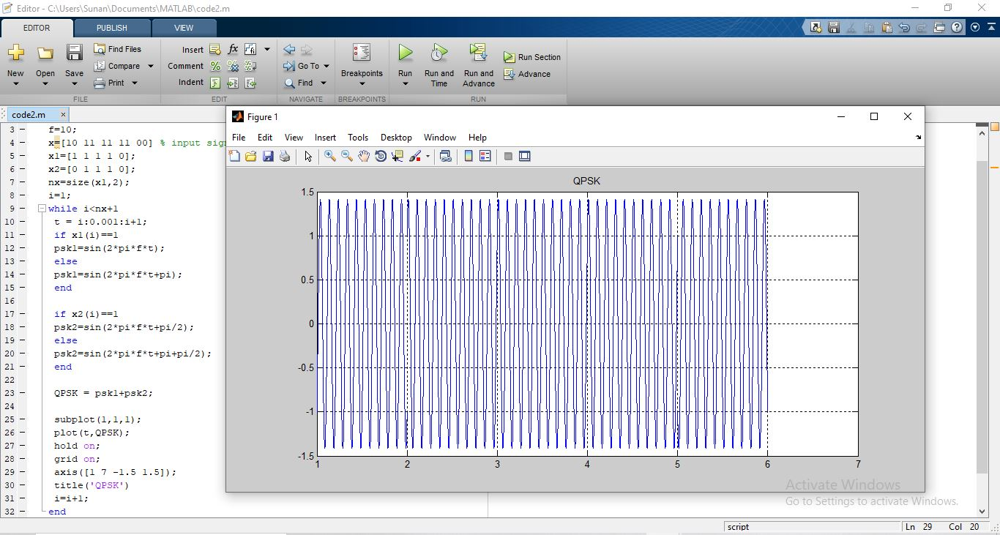 Editor - C:\Users\Sunan\Documents\MATLAB\code2.m
EDITOR PUBLISH VIEW
New Open Save Find Files Compare Print
FILE
Insert fx
Comment
Indent
EDIT
Go To
Find
NAVIGATE
Breakpoints
BREAKPOINTS
Run Run and Time Run and Advance Run Section Advance
RUN
code2.m ×
3 – f=10;
4 – x=[10 11 11 11 00] % input sig
5 – x1=[1 1 1 1 0];
6 – x2=[0 1 1 1 0];
7 – nx=size(x1,2);
8 – i=1;
9 – while i<nx+1
10 – t = i:0.001:i+1;
11 – if x1(i)==1
12 – psk1=sin(2*pi*f*t);
13 – else
14 – psk1=sin(2*pi*f*t+pi);
15 – end
16
17 – if x2(i)==1
18 – psk2=sin(2*pi*f*t+pi/2);
19 – else
20 – psk2=sin(2*pi*f*t+pi+pi/2);
21 – end
22
23 – QPSK = psk1+psk2;
24
25 – subplot(1,1,1);
26 – plot(t,QPSK);
27 – hold on;
28 – grid on;
29 – axis([1 7 -1.5 1.5]);
30 – title('QPSK')
31 – i=i+1;
32 – end
Figure 1
File Edit View Insert Tools Desktop Window Help
QPSK
1.5
1
0.5
0
-0.5
-1
-1.5
1 2 3 4 5 6 7
Activate Windows
Go to Settings to activate Windows.
script Ln 29 Col 20